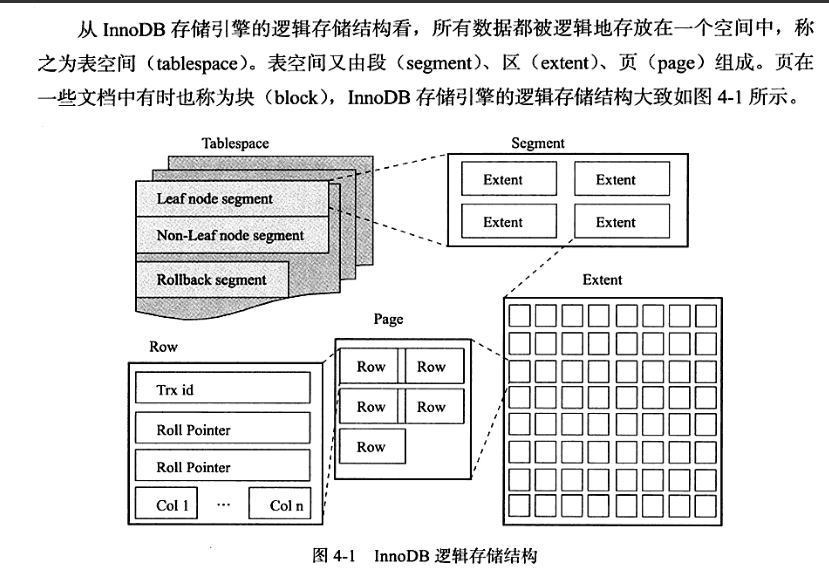 从 InnoDB 存储引擎的逻辑存储结构看，所有数据都被逻辑地存放在一个空间中，称
之为表空间（tablespace）。表空间又由段（segment）、区（extent）、页（page）组成。页在
一些文档中有时也称为块（block），InnoDB 存储引擎的逻辑存储结构大致如图 4-1 所示。
Tablespace
Segment
Leaf node segment
Non-Leaf node segment
Rollback segment
Extent Extent
Extent Extent
Extent
Page
Row
Row Row
Row Row
Row
Trx id
Roll Pointer
Roll Pointer
Col 1 … Col n
图 4-1 InnoDB 逻辑存储结构